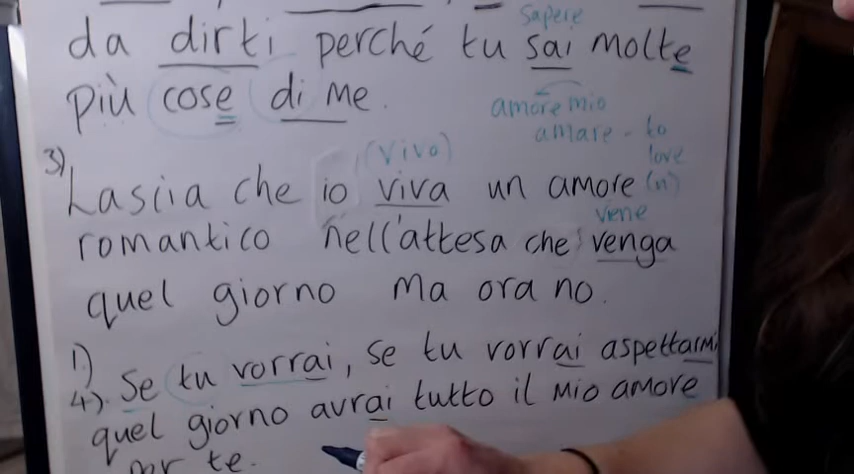 sapere
da dirti perché tu sai molte
più cose di me.
amore mio
amare - to
love
(vivo)
3) Lascia che io viva un amore (n)
viene
romantico nell'attesa che venga
quel giorno ma ora no.
1)
4). Se tu vorrai, se tu vorrai aspettarmi
quel giorno avrai tutto il mio amore
per te.